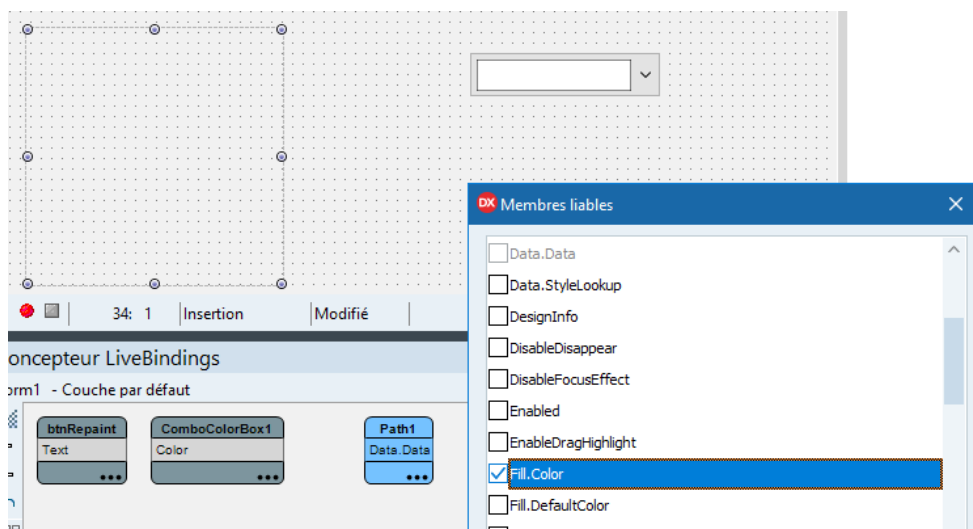 DX Membres liables
Data.Data
Data.StyleLookup
DesignInfo
DisableDisappear
DisableFocusEffect
Enabled
EnableDragHighlight
Fill.Color
Fill.DefaultColor
34: 1 Insertion Modifié
oncepteur LiveBindings
orm1 - Couche par défaut
btnRepaint
Text
ComboColorBox1
Color
Path1
Data.Data